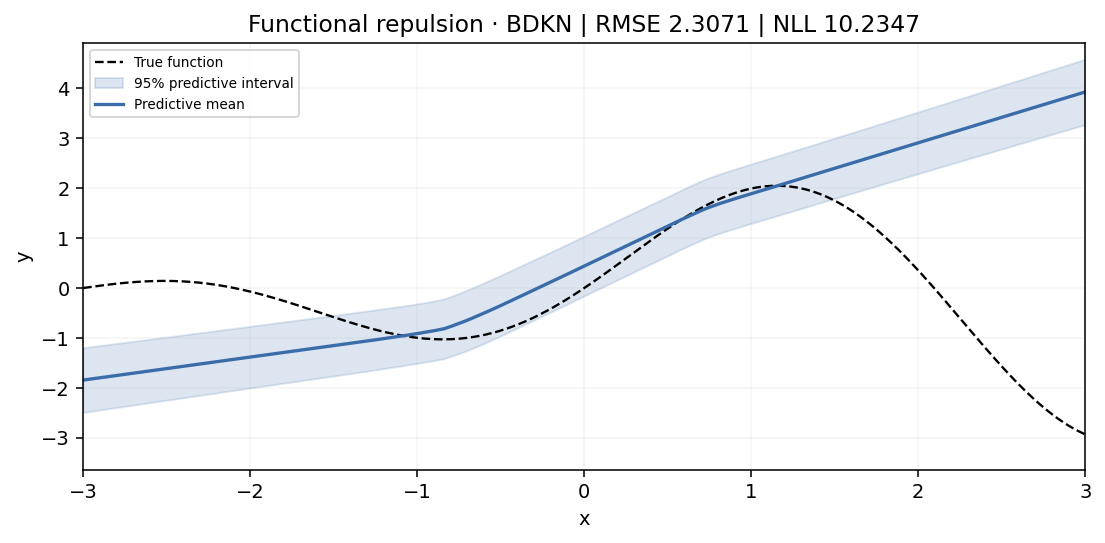 Functional repulsion · BDKN | RMSE 2.3071 | NLL 10.2347
True function
95% predictive interval
Predictive mean
y
4
3
2
1
0
−1
−2
−3
−3
−2
−1
0
1
2
3
x